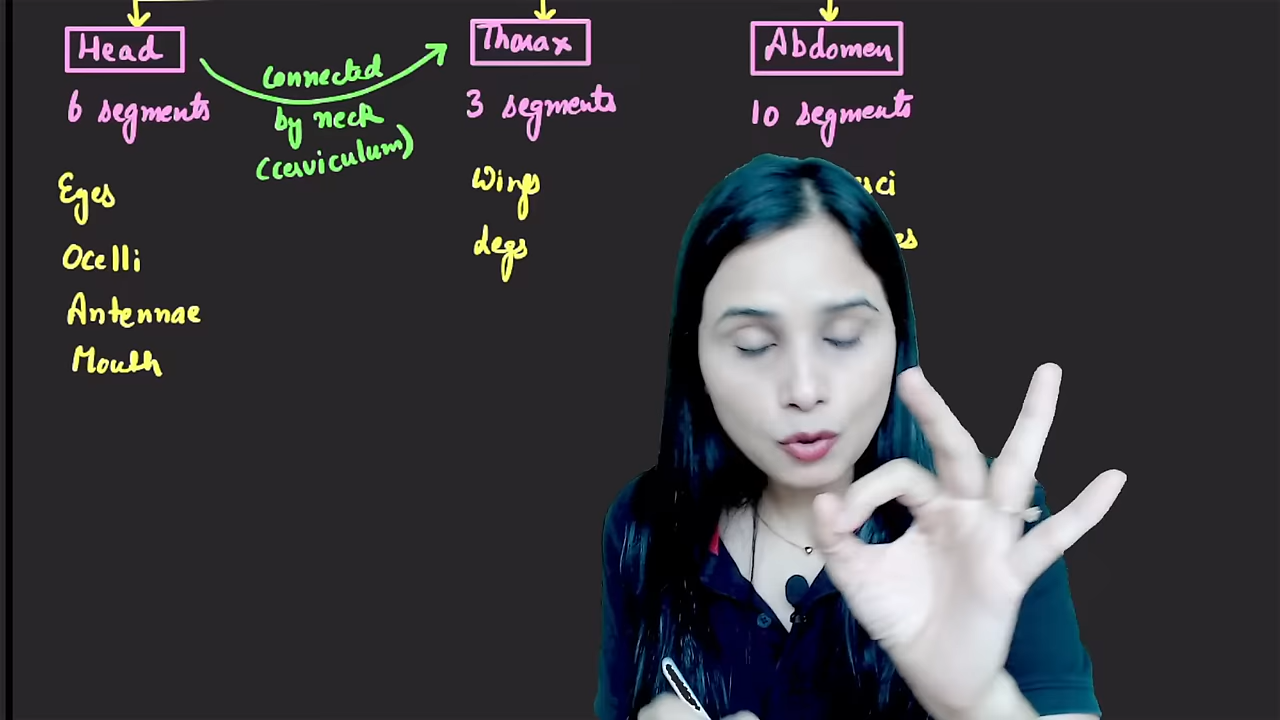 Head
6 segments
Eyes
Ocelli
Antennae
Mouth
connected
by neck
(cerviculum)
Thorax
3 segments
Wings
Legs
Abdomen
10 segments